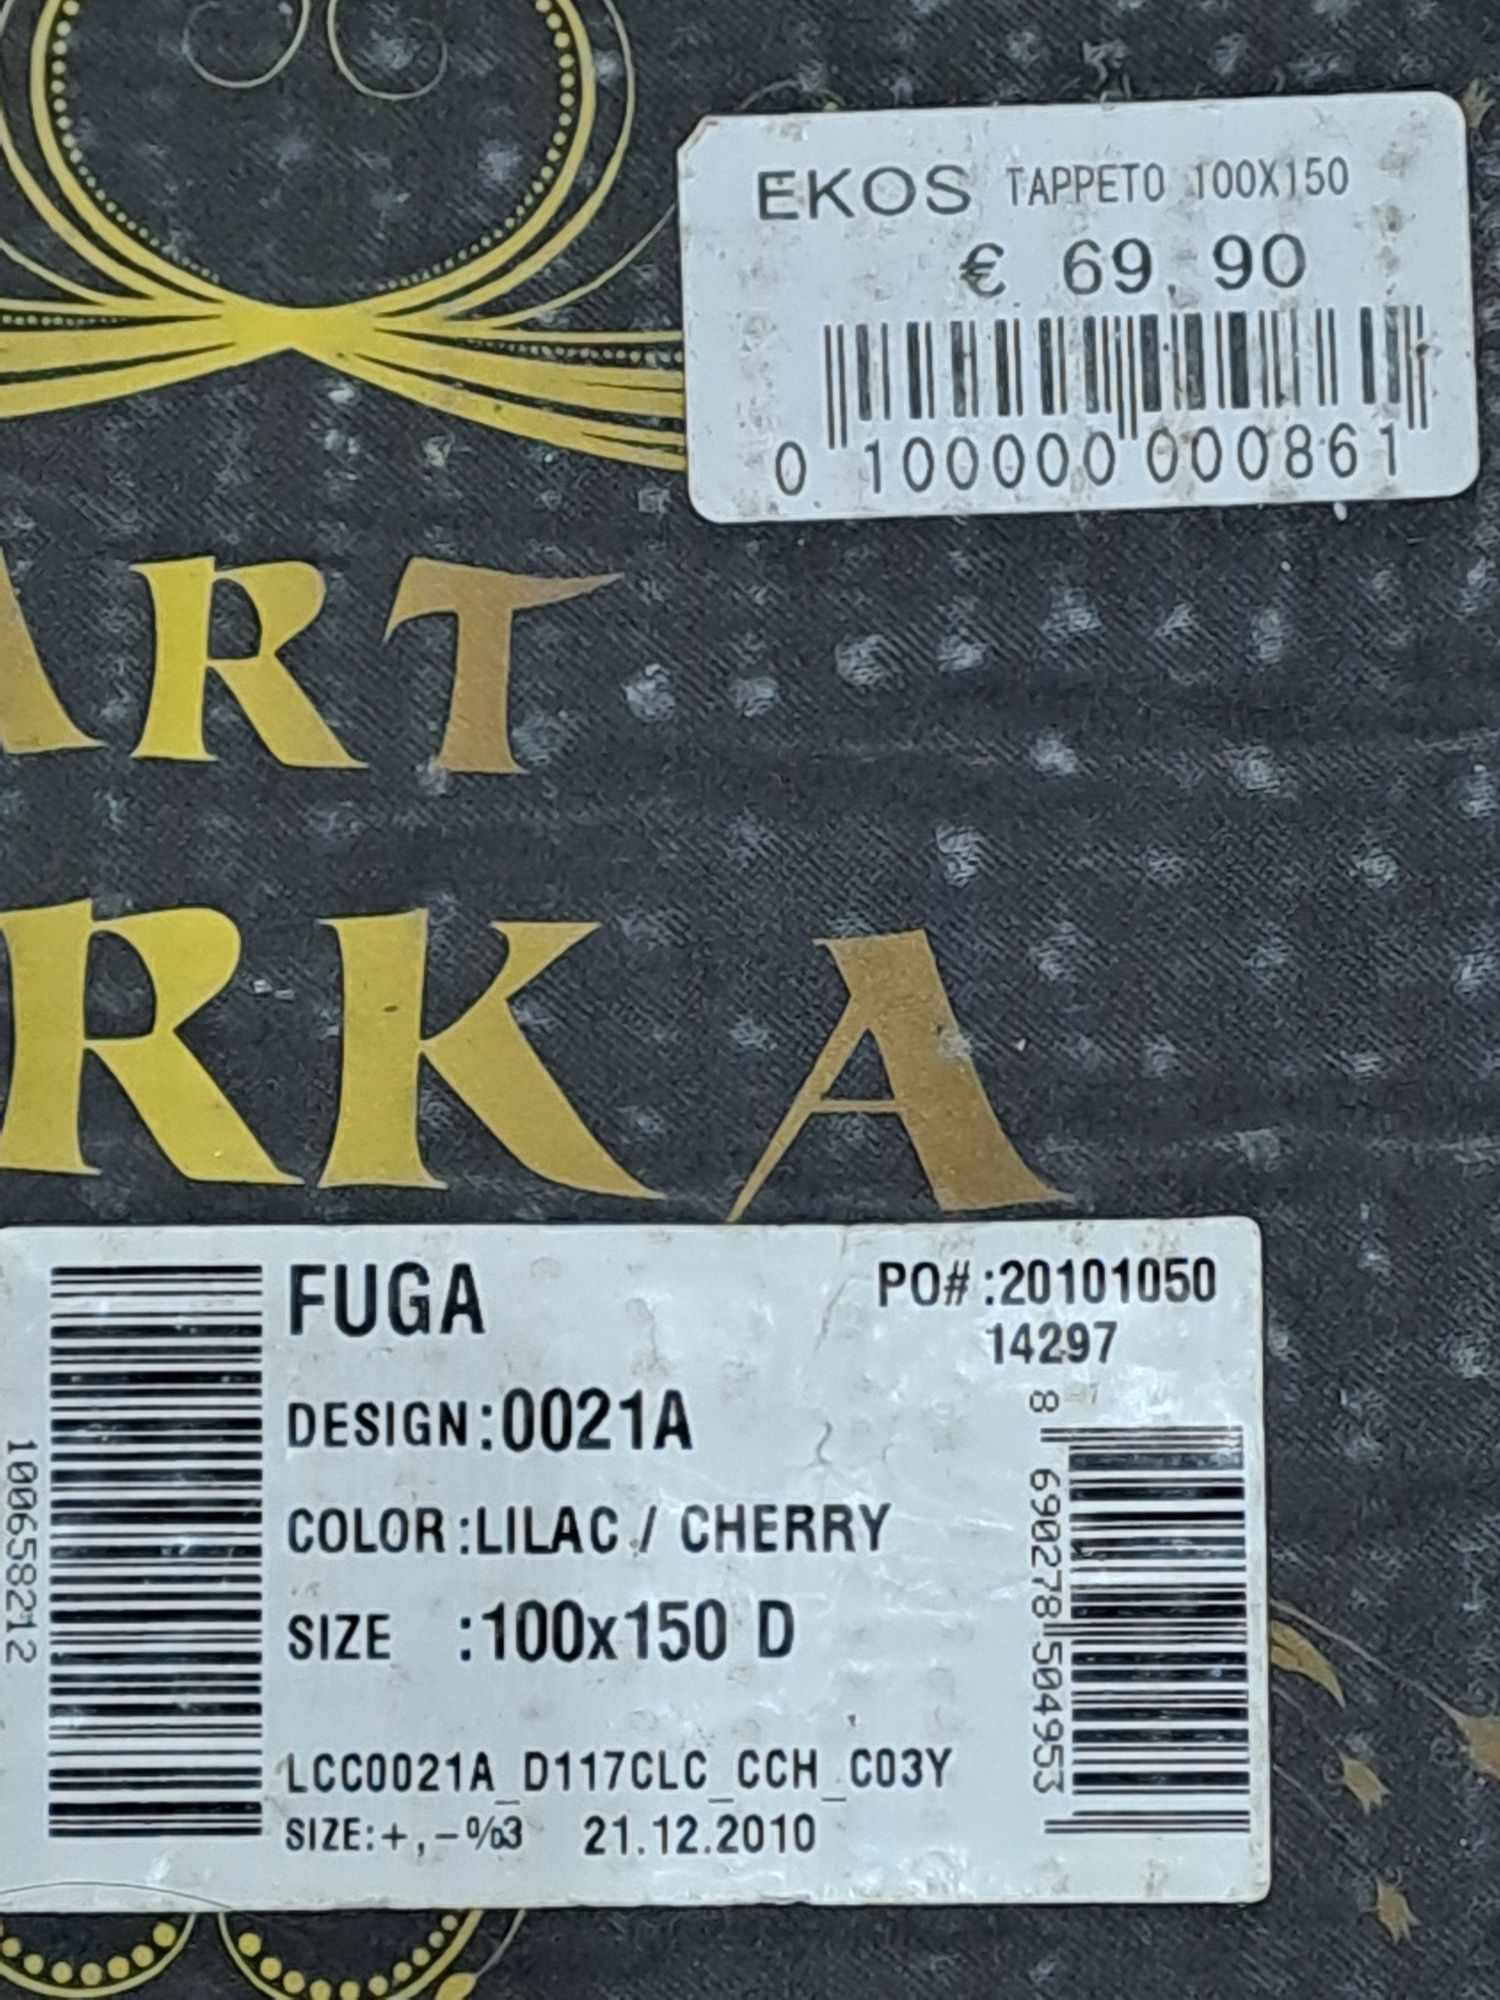 EKOS TAPPETO 100X150
€ 69.90
0 100000 000861
ART
RKA
FUGA
PO# :20101050
14297
DESIGN:0021A
COLOR:LILAC / CHERRY
SIZE :100x150 D
LCC0021A_D117CLC_CCH_C03Y
SIZE:+,-%3 21.12.2010
100658212
8 690278 504953